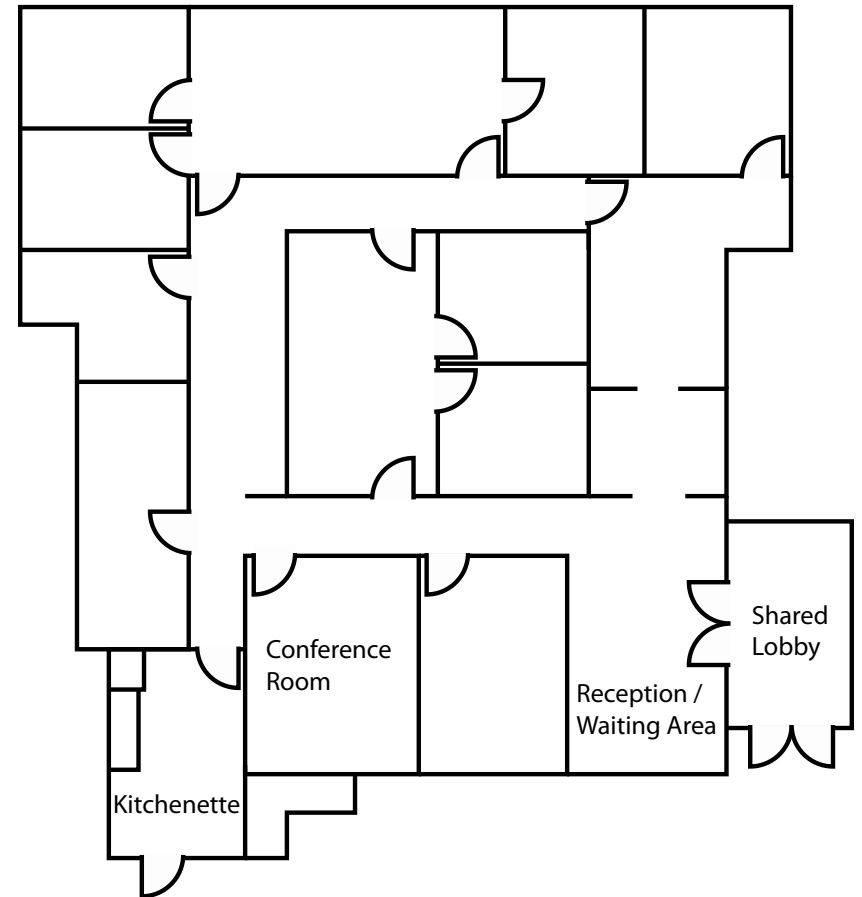 Shared
Lobby
Conference
Room
Reception /
Waiting Area
Kitchenette